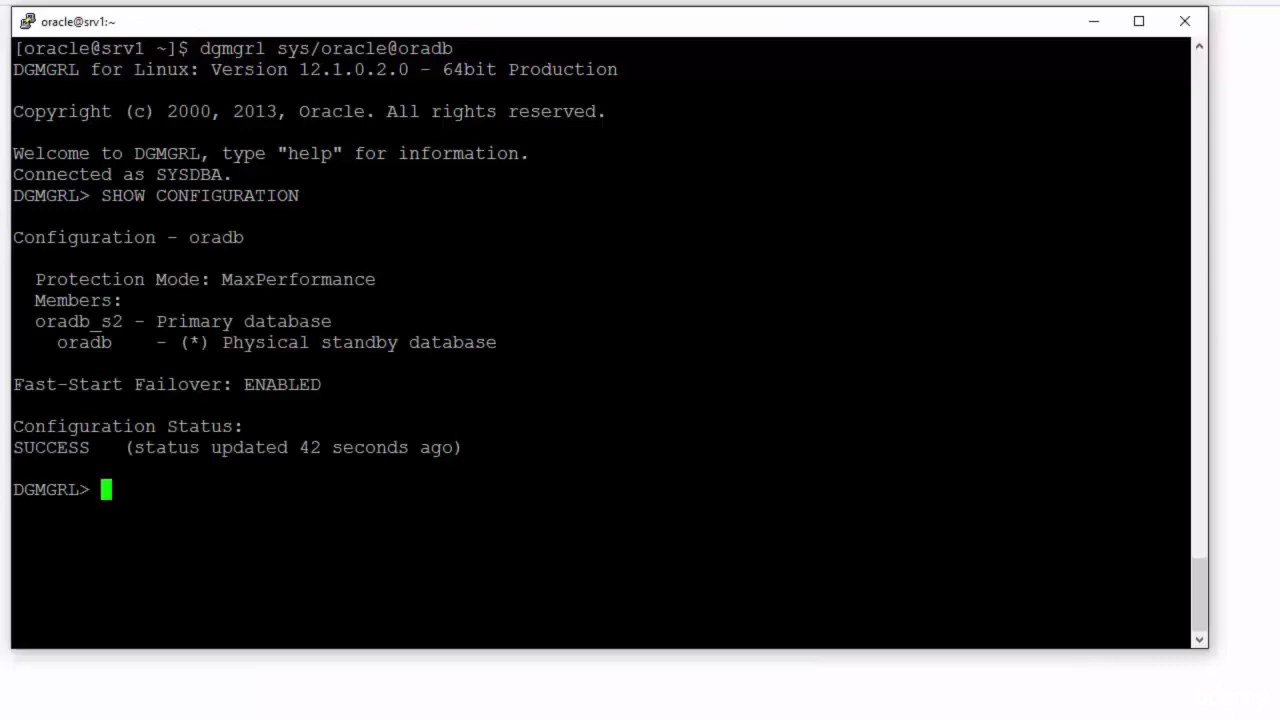 oracle@srv1:~
[oracle@srv1 ~]$ dgmgrl sys/oracle@oradb
DGMGRL for Linux: Version 12.1.0.2.0 - 64bit Production
Copyright (c) 2000, 2013, Oracle. All rights reserved.
Welcome to DGMGRL, type "help" for information.
Connected as SYSDBA.
DGMGRL> SHOW CONFIGURATION
Configuration - oradb
Protection Mode: MaxPerformance
Members:
oradb_s2 - Primary database
oradb - (*) Physical standby database
Fast-Start Failover: ENABLED
Configuration Status:
SUCCESS (status updated 42 seconds ago)
DGMGRL>